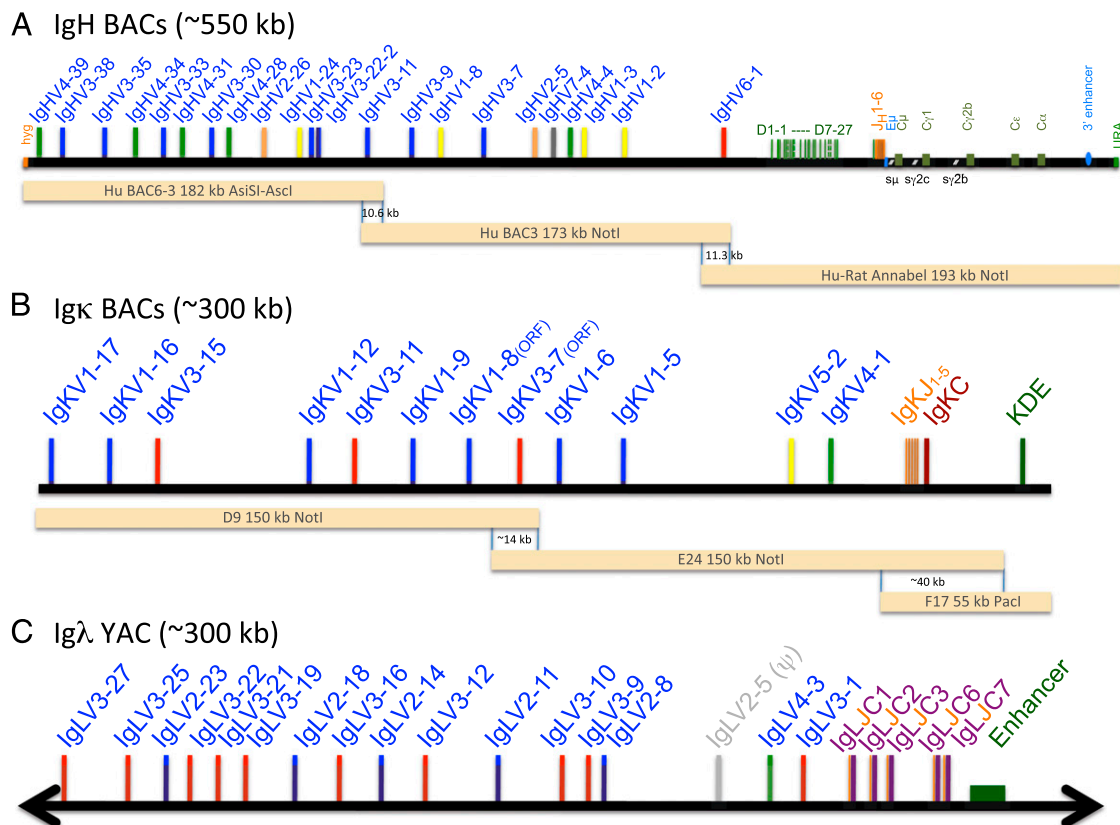 A IgH BACs (~550 kb)
IgHV4-39
IgHV3-38
IgHV3-35
IgHV4-34
IgHV3-33
IgHV4-31
IgHV3-30
IgHV4-28
IgHV2-26
IgHV1-24
IgHV3-23
IgHV3-22-2
IgHV3-11
IgHV3-9
IgHV1-8
IgHV3-7
IgHV2-5
IgHV7-4
IgHV4-4
IgHV1-3
IgHV1-2
IgHV6-1
hyg
D1-1 ---- D7-27
JH1-6
Eμ
Cμ
Cγ1
Cγ2b
Cε
Cα
3' enhancer
URA
sμ sγ2c sγ2b
Hu BAC6-3 182 kb AsiSI-AscI
10.6 kb
Hu BAC3 173 kb NotI
11.3 kb
Hu-Rat Annabel 193 kb NotI
B Igκ BACs (~300 kb)
IgKV1-17
IgKV1-16
IgKV3-15
IgKV1-12
IgKV3-11
IgKV1-9
IgKV1-8(ORF)
IgKV3-7(ORF)
IgKV1-6
IgKV1-5
IgKV5-2
IgKV4-1
IgKJ1-5
IgKC
KDE
D9 150 kb NotI
~14 kb
E24 150 kb NotI
~40 kb
F17 55 kb PacI
C Igλ YAC (~300 kb)
IgLV3-27
IgLV3-25
IgLV2-23
IgLV3-22
IgLV3-21
IgLV3-19
IgLV2-18
IgLV3-16
IgLV2-14
IgLV3-12
IgLV2-11
IgLV3-10
IgLV3-9
IgLV2-8
IgLV2-5 (ψ)
IgLV4-3
IgLV3-1
IgLJC1
IgLJC2
IgLJC3
IgLJC6
IgLJC7
Enhancer